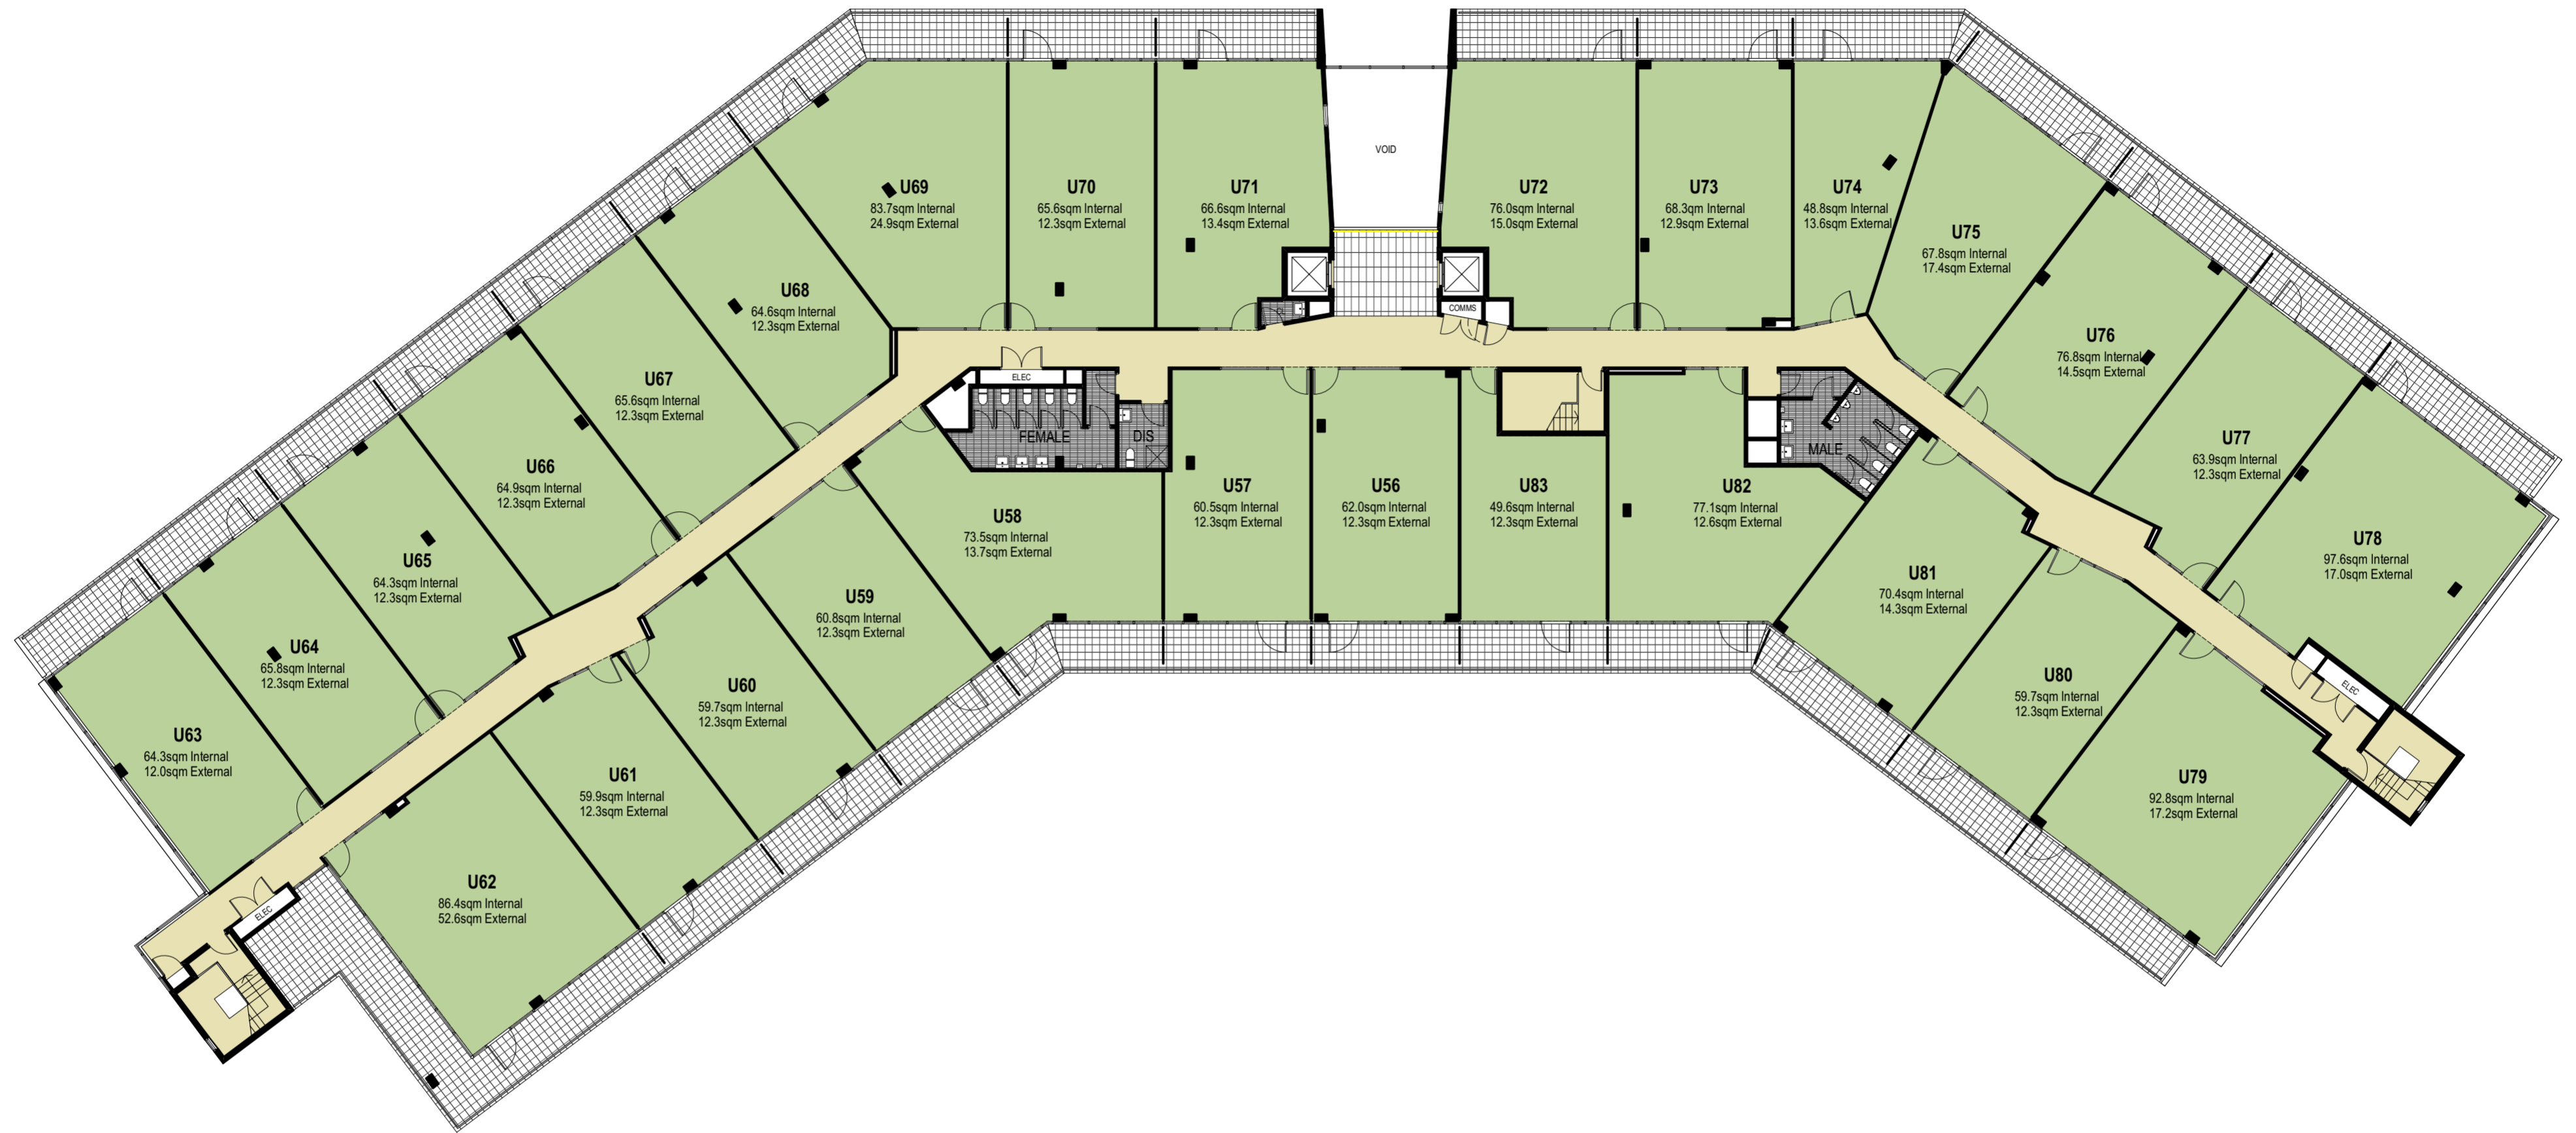 VOID
U69
83.7sqm Internal
24.9sqm External
U70
65.6sqm Internal
12.3sqm External
U71
66.6sqm Internal
13.4sqm External
U72
76.0sqm Internal
15.0sqm External
U73
68.3sqm Internal
12.9sqm External
U74
48.8sqm Internal
13.6sqm External
U75
67.8sqm Internal
17.4sqm External
U68
64.6sqm Internal
12.3sqm External
COMMS
U76
76.8sqm Internal
14.5sqm External
U67
65.6sqm Internal
12.3sqm External
ELEC
FEMALE
DIS
MALE
U77
63.9sqm Internal
12.3sqm External
U66
64.9sqm Internal
12.3sqm External
U58
73.5sqm Internal
13.7sqm External
U57
60.5sqm Internal
12.3sqm External
U56
62.0sqm Internal
12.3sqm External
U83
49.6sqm Internal
12.3sqm External
U82
77.1sqm Internal
12.6sqm External
U78
97.6sqm Internal
17.0sqm External
U65
64.3sqm Internal
12.3sqm External
U81
70.4sqm Internal
14.3sqm External
U59
60.8sqm Internal
12.3sqm External
U64
65.8sqm Internal
12.3sqm External
U60
59.7sqm Internal
12.3sqm External
U80
59.7sqm Internal
12.3sqm External
ELEC
U63
64.3sqm Internal
12.0sqm External
U61
59.9sqm Internal
12.3sqm External
U79
92.8sqm Internal
17.2sqm External
U62
86.4sqm Internal
52.6sqm External
ELEC